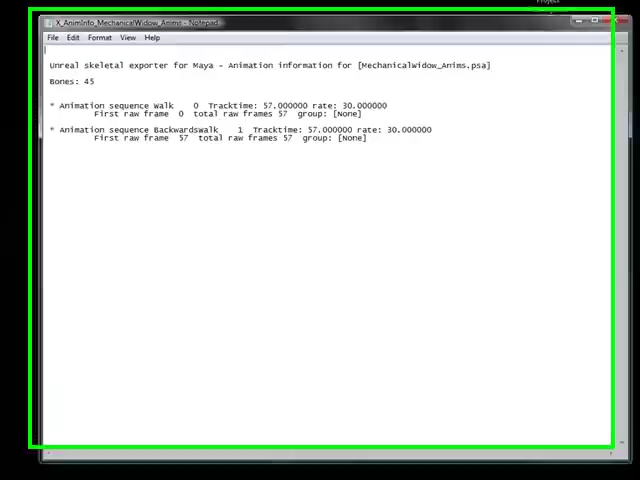 Project
X_AnimInfo_MechanicalWidow_Anims - Notepad
File Edit Format View Help
Unreal skeletal exporter for Maya - Animation information for [MechanicalWidow_Anims.psa]
Bones: 45
* Animation sequence Walk    0  Tracktime: 57.000000 rate: 30.000000
First raw frame  0  total raw frames 57  group: [None]
* Animation sequence Backwardswalk    1  Tracktime: 57.000000 rate: 30.000000
First raw frame  57  total raw frames 57  group: [None]